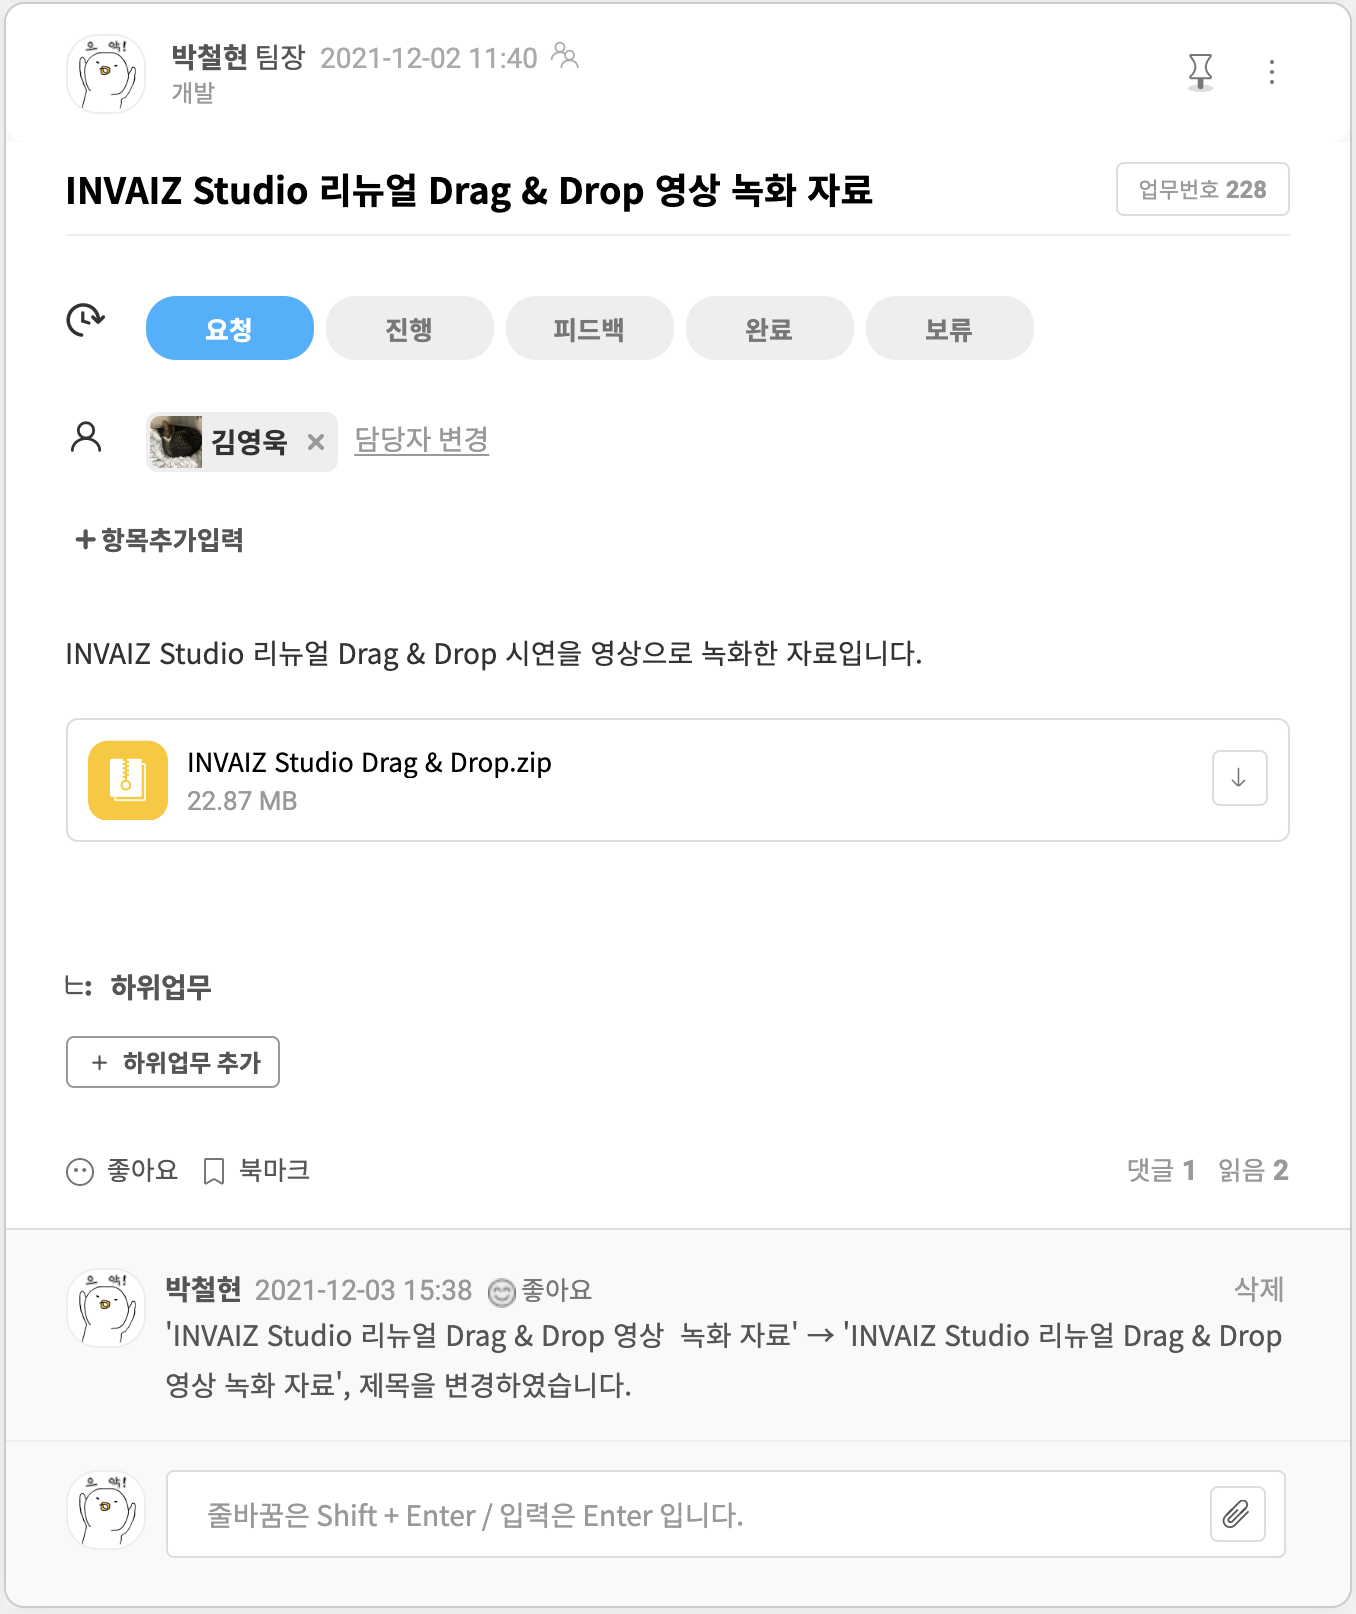 으악!
박철현 팀장 2021-12-02 11:40
개발
INVAIZ Studio 리뉴얼 Drag & Drop 영상 녹화 자료
업무번호 228
요청 진행 피드백 완료 보류
김영욱 × 담당자 변경
+ 항목추가입력
INVAIZ Studio 리뉴얼 Drag & Drop 시연을 영상으로 녹화한 자료입니다.
INVAIZ Studio Drag & Drop.zip
22.87 MB
하위업무
+ 하위업무 추가
좋아요 북마크 댓글 1 읽음 2
으악!
박철현 2021-12-03 15:38 좋아요 삭제
'INVAIZ Studio 리뉴얼 Drag & Drop 영상  녹화 자료' → 'INVAIZ Studio 리뉴얼 Drag & Drop
영상 녹화 자료', 제목을 변경하였습니다.
으악!
줄바꿈은 Shift + Enter / 입력은 Enter 입니다.